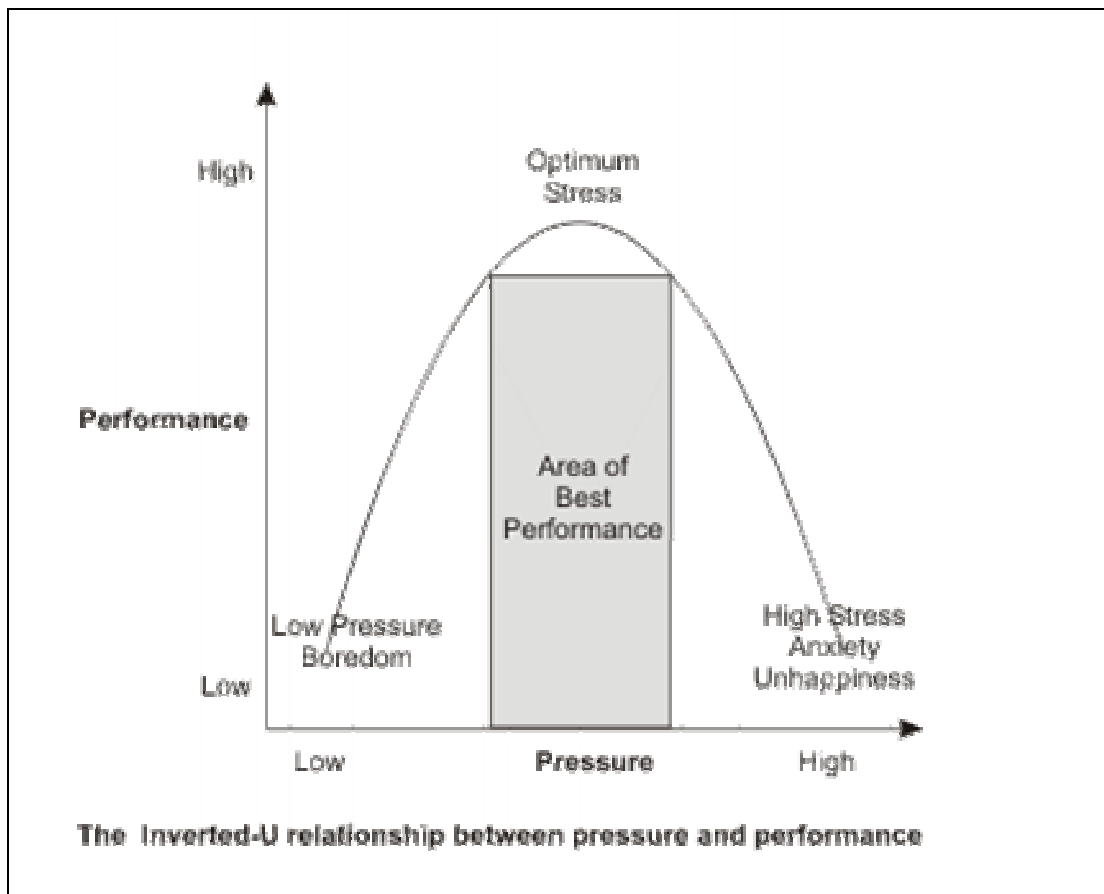 High
Optimum
Stress
Performance
Area of
Best
Performance
Low Pressure
Boredom
High Stress
Anxiety
Unhappiness
Low
Low
Pressure
High
The Inverted-U relationship between pressure and performance